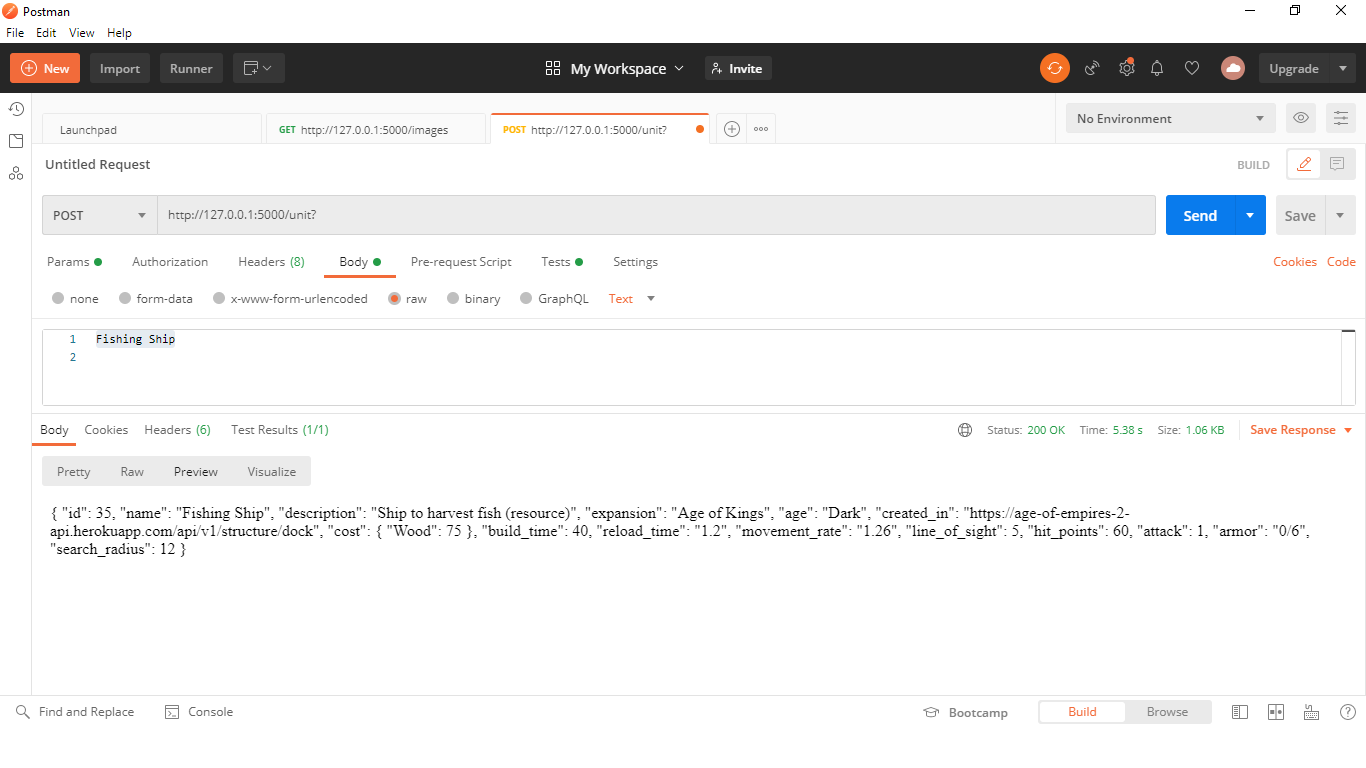 Postman
File Edit View Help
New Import Runner My Workspace Invite Upgrade
Launchpad GET http://127.0.0.1:5000/images POST http://127.0.0.1:5000/unit? No Environment
Untitled Request BUILD
POST http://127.0.0.1:5000/unit? Send Save
Params Authorization Headers (8) Body Pre-request Script Tests Settings Cookies Code
none form-data x-www-form-urlencoded raw binary GraphQL Text
1 Fishing Ship
2
Body Cookies Headers (6) Test Results (1/1) Status: 200 OK Time: 5.38 s Size: 1.06 KB Save Response
Pretty Raw Preview Visualize
{ "id": 35, "name": "Fishing Ship", "description": "Ship to harvest fish (resource)", "expansion": "Age of Kings", "age": "Dark", "created_in": "https://age-of-empires-2-
api.herokuapp.com/api/v1/structure/dock", "cost": { "Wood": 75 }, "build_time": 40, "reload_time": "1.2", "movement_rate": "1.26", "line_of_sight": 5, "hit_points": 60, "attack": 1, "armor": "0/6",
"search_radius": 12 }
Find and Replace Console Bootcamp Build Browse